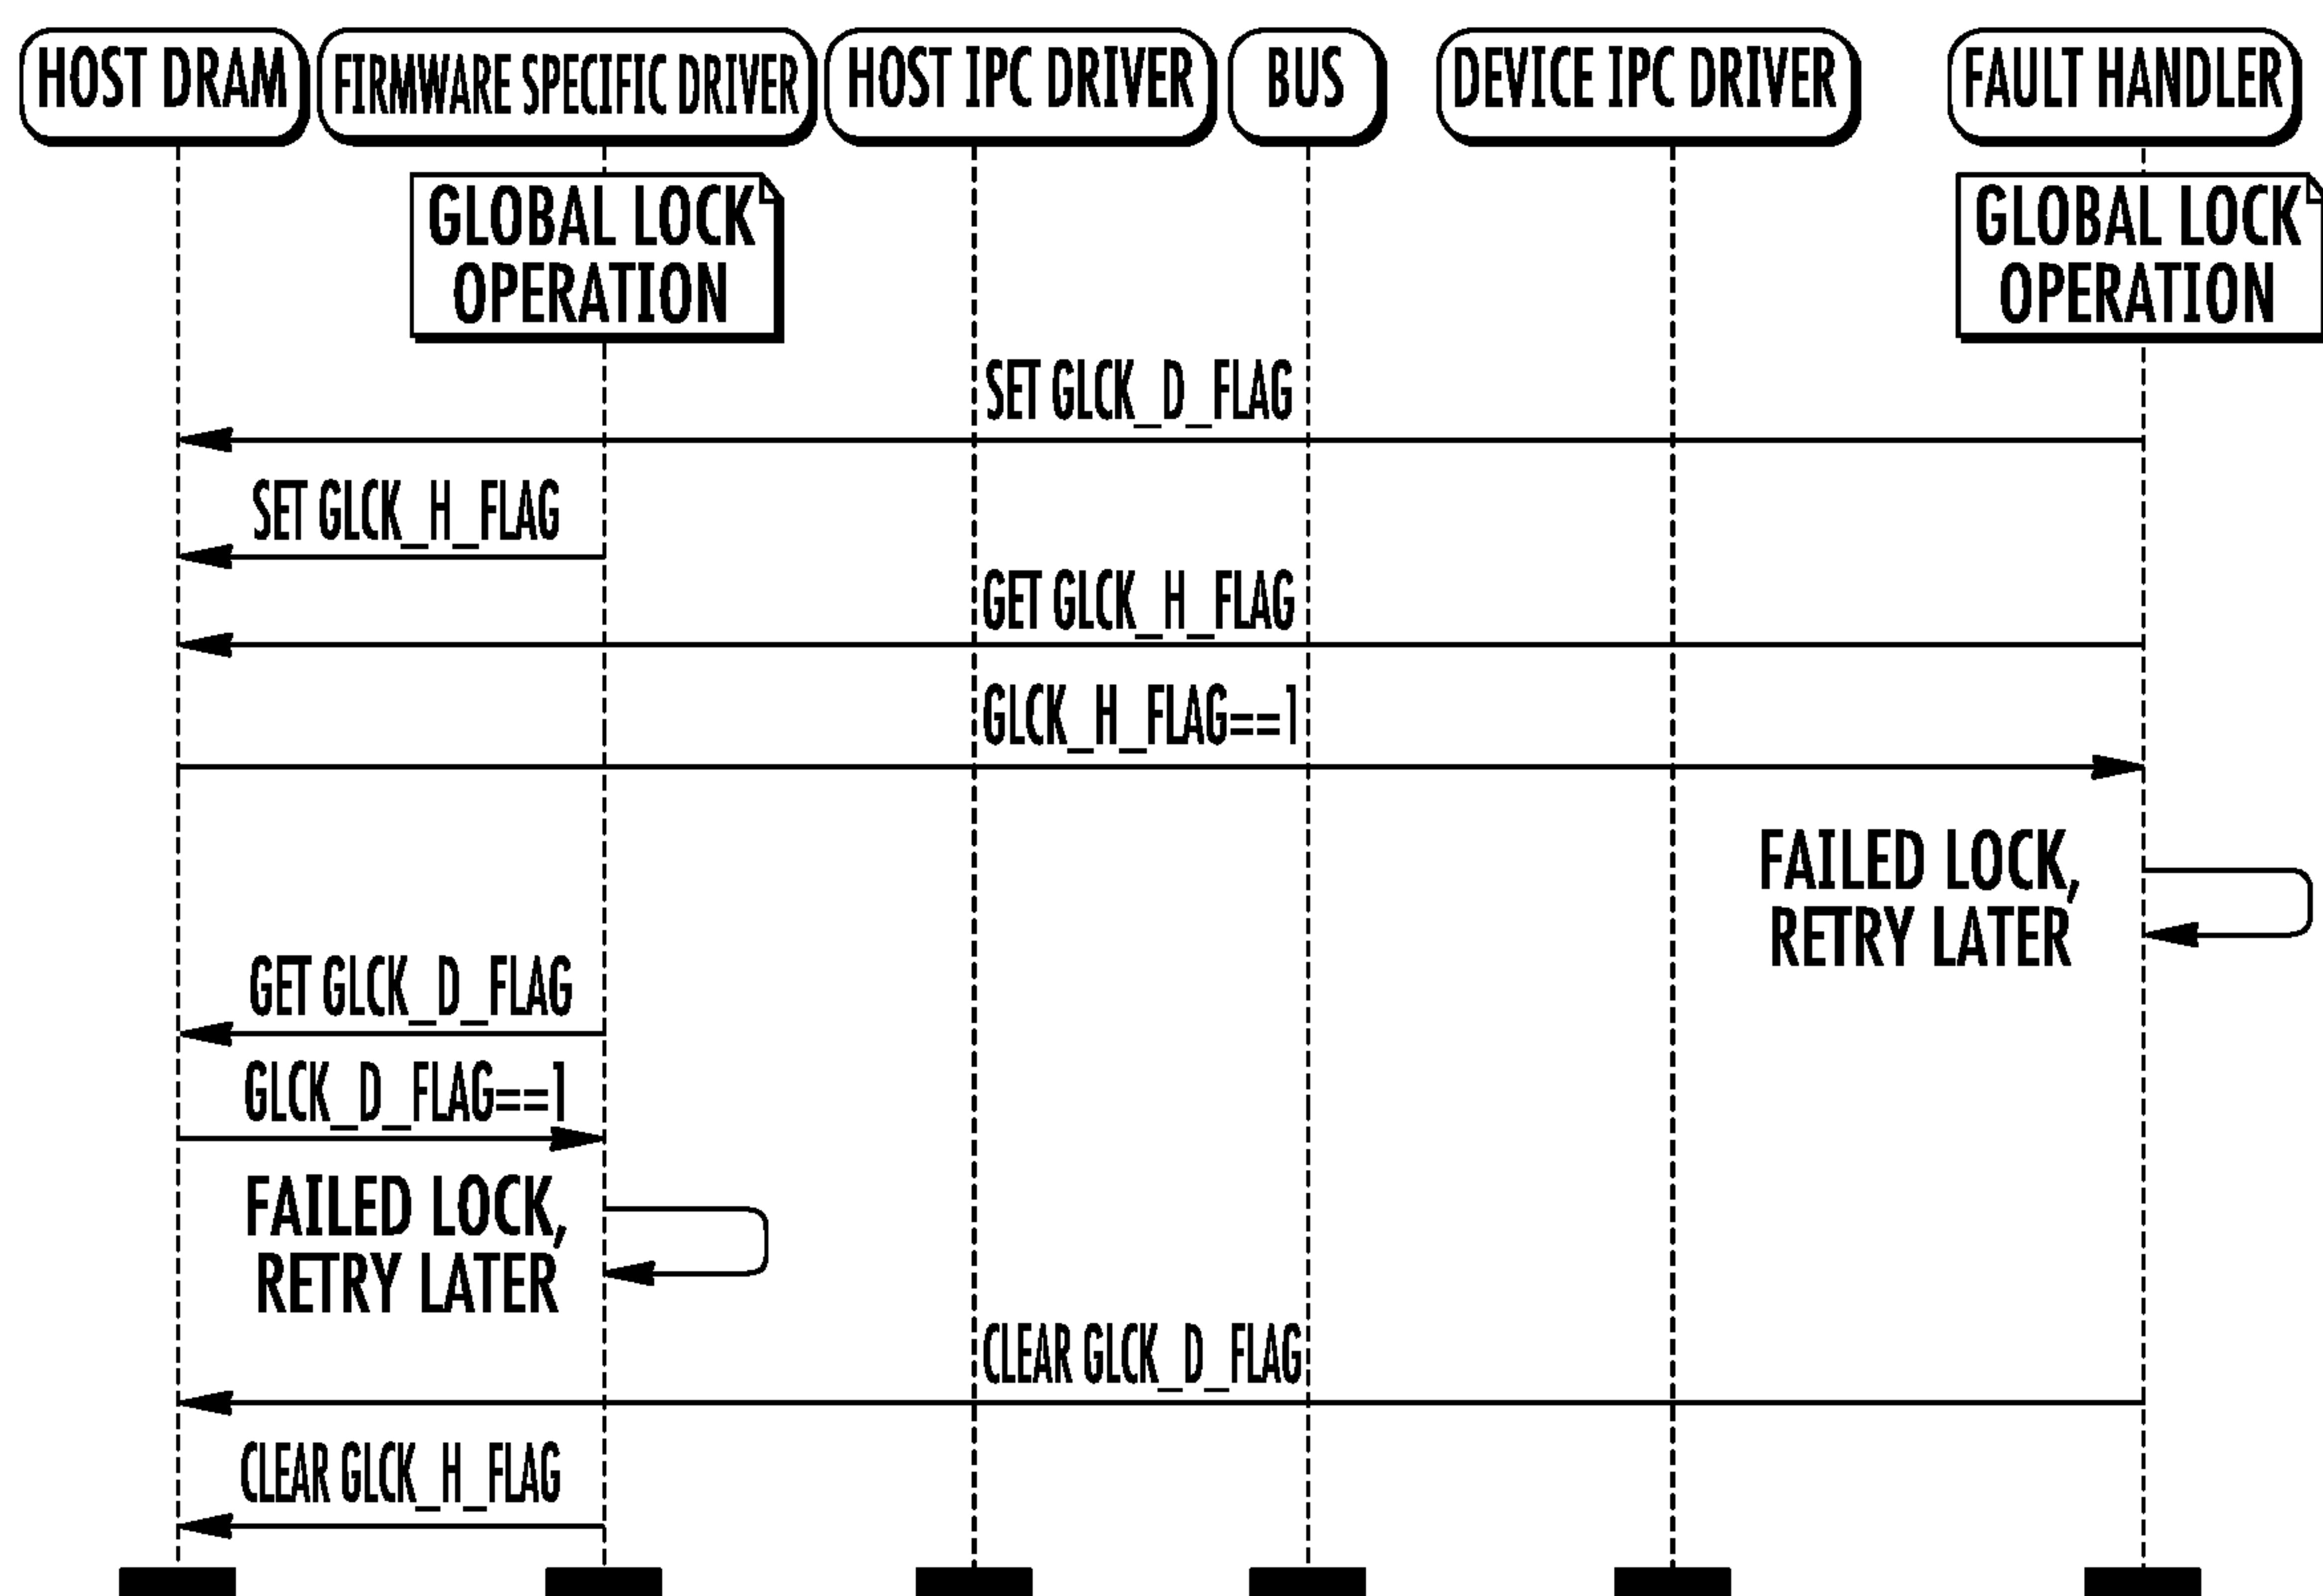 HOST DRAM
FIRMWARE SPECIFIC DRIVER
HOST IPC DRIVER
BUS
DEVICE IPC DRIVER
FAULT HANDLER
GLOBAL LOCK
OPERATION
GLOBAL LOCK
OPERATION
SET GLCK_D_FLAG
SET GLCK_H_FLAG
GET GLCK_H_FLAG
GLCK_H_FLAG==1
FAILED LOCK,
RETRY LATER
GET GLCK_D_FLAG
GLCK_D_FLAG==1
FAILED LOCK,
RETRY LATER
CLEAR GLCK_D_FLAG
CLEAR GLCK_H_FLAG